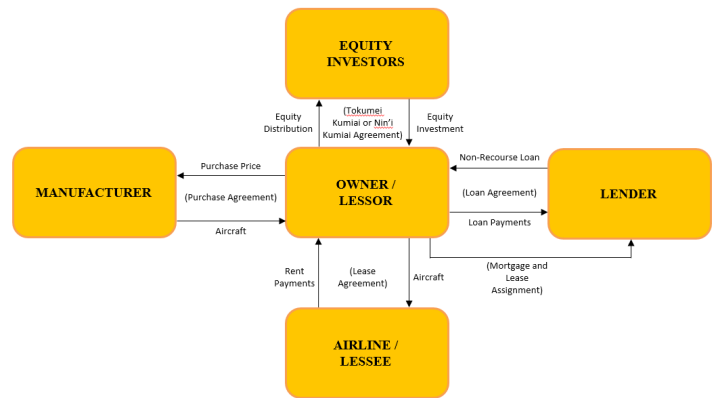 EQUITY
INVESTORS
Equity
Distribution
(Tokumei
Kumiai or Nin’i
Kumiai Agreement)
Equity
Investment
MANUFACTURER
Purchase Price
(Purchase Agreement)
Aircraft
OWNER /
LESSOR
Non-Recourse Loan
(Loan Agreement)
Loan Payments
LENDER
(Mortgage and
Lease
Assignment)
Rent
Payments
(Lease
Agreement)
Aircraft
AIRLINE /
LESSEE